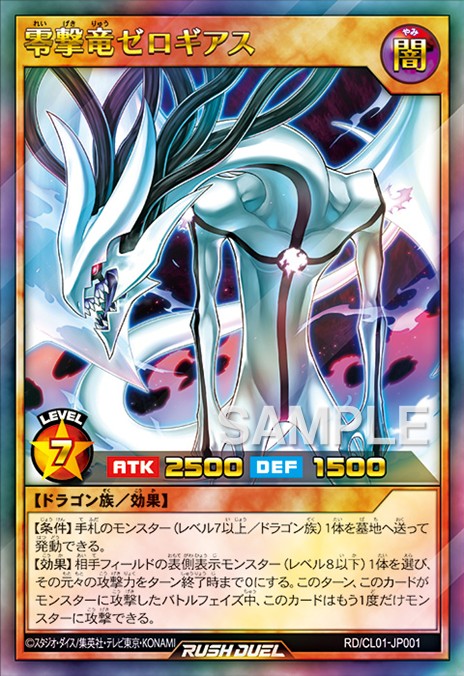 れいげきりゅう
零撃竜ゼロギアス
やみ
闇
SAMPLE
LEVEL
7
ATK 2500 DEF 1500
【ドラゴン族／効果】
【条件】手札のモンスター（レベル7以上／ドラゴン族）1体を墓地へ送って
発動できる。
【効果】相手フィールドの表側表示モンスター（レベル8以下）1体を選び、
その元々の攻撃力をターン終了時まで0にする。このターン、このカードが
モンスターに攻撃したバトルフェイズ中、このカードはもう1度だけモン
スターに攻撃できる。
©スタジオ・ダイス/集英社・テレビ東京・KONAMI
RUSH DUEL
RD/CL01-JP001